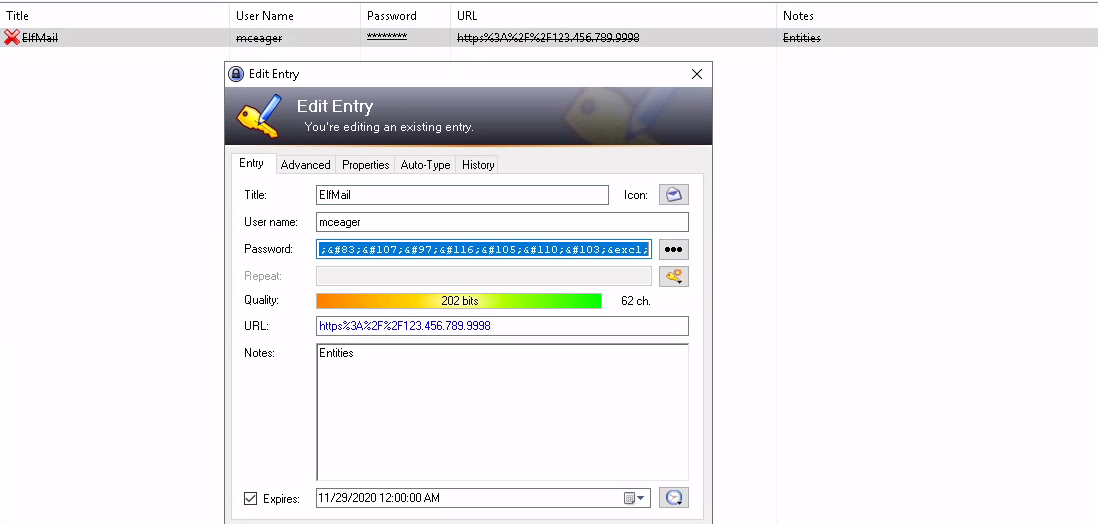 Title User Name Password URL Notes
ElfMail mceager ******** https%3A%2F%2F123.456.789.9998 Entities
Edit Entry
Edit Entry
You're editing an existing entry.
Entry Advanced Properties Auto-Type History
Title: ElfMail Icon:
User name: mceager
Password: ;&#83;&#107;&#97;&#116;&#105;&#110;&#103;&excl;
Repeat:
Quality: 202 bits 62 ch.
URL: https%3A%2F%2F123.456.789.9998
Notes: Entities
Expires: 11/29/2020 12:00:00 AM